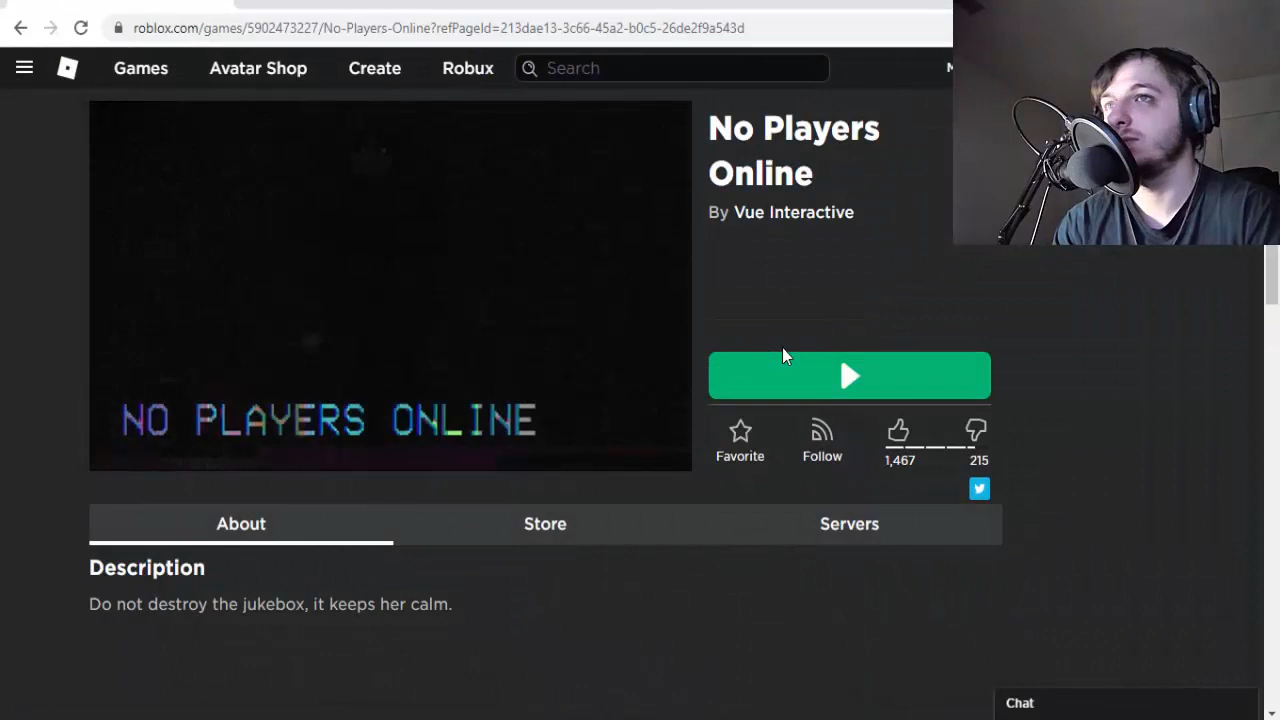 roblox.com/games/5902473227/No-Players-Online?refPageId=213dae13-3c66-45a2-b0c5-26de2f9a543d
Games Avatar Shop Create Robux Search
No Players
Online
By Vue Interactive
NO PLAYERS ONLINE
Favorite Follow 1,467 215
About Store Servers
Description
Do not destroy the jukebox, it keeps her calm.
Chat